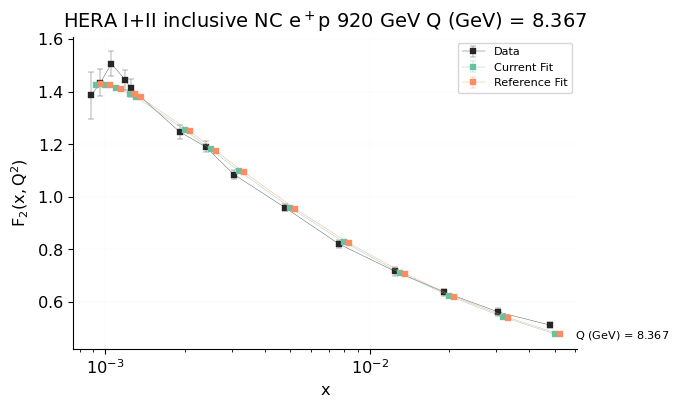 HERA I+II inclusive NC e⁺p 920 GeV Q (GeV) = 8.367
Data
Current Fit
Reference Fit
F₂(x, Q²)
1.6
1.4
1.2
1.0
0.8
0.6
Q (GeV) = 8.367
10⁻³
10⁻²
x